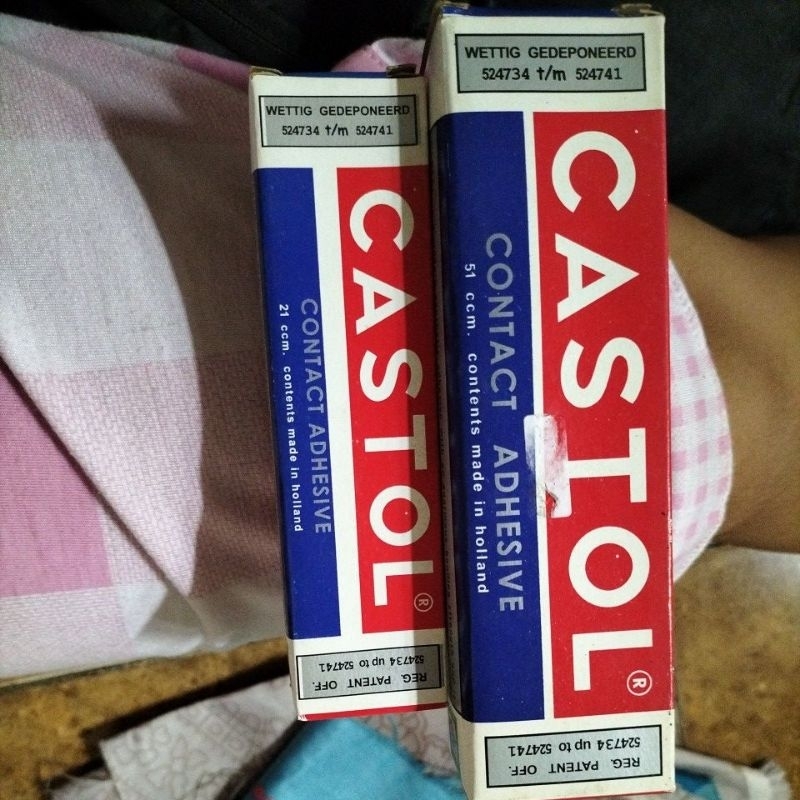 WETTIG GEDEPONEERD
524734 t/m 524741
CASTOL®
CONTACT ADHESIVE
21 ccm. contents made in holland
REG. PATENT OFF.
524734 up to 524741
WETTIG GEDEPONEERD
524734 t/m 524741
CASTOL®
CONTACT ADHESIVE
51 ccm. contents made in holland
REG. PATENT OFF.
524734 up to 524741